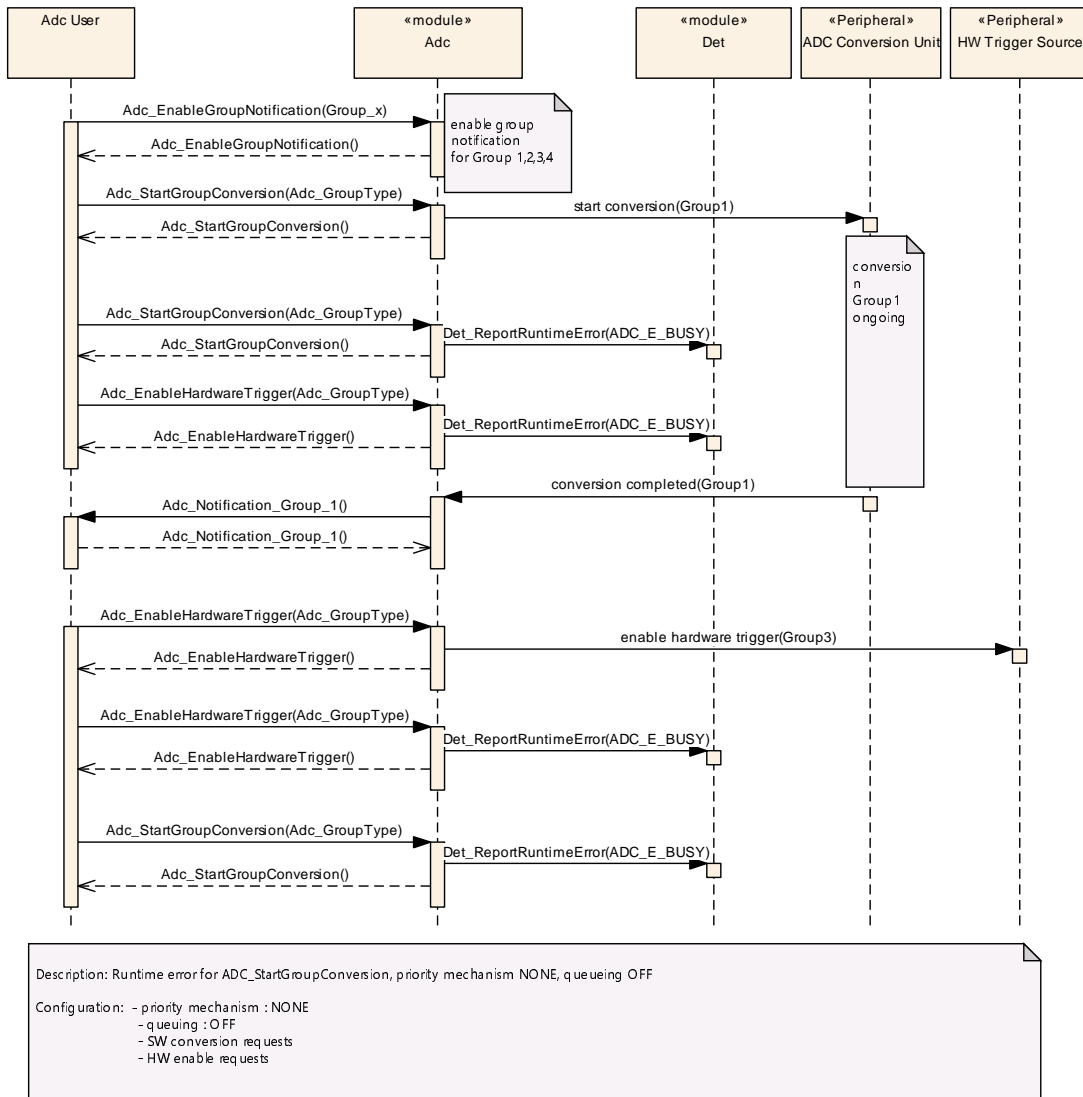 Adc User
«module»
Adc
«module»
Det
«Peripheral»
ADC Conversion Unit
«Peripheral»
HW Trigger Source
Adc_EnableGroupNotification(Group_x)
enable group
notification
for Group 1,2,3,4
Adc_EnableGroupNotification()
Adc_StartGroupConversion(Adc_GroupType)
start conversion(Group1)
Adc_StartGroupConversion()
conversio
n
Group1
ongoing
Adc_StartGroupConversion(Adc_GroupType)
Det_ReportRuntimeError(ADC_E_BUSY)
Adc_StartGroupConversion()
Adc_EnableHardwareTrigger(Adc_GroupType)
Det_ReportRuntimeError(ADC_E_BUSY)
Adc_EnableHardwareTrigger()
conversion completed(Group1)
Adc_Notification_Group_1()
Adc_Notification_Group_1()
Adc_EnableHardwareTrigger(Adc_GroupType)
enable hardware trigger(Group3)
Adc_EnableHardwareTrigger()
Adc_EnableHardwareTrigger(Adc_GroupType)
Det_ReportRuntimeError(ADC_E_BUSY)
Adc_EnableHardwareTrigger()
Adc_StartGroupConversion(Adc_GroupType)
Det_ReportRuntimeError(ADC_E_BUSY)
Adc_StartGroupConversion()
Description: Runtime error for ADC_StartGroupConversion, priority mechanism NONE, queueing OFF
Configuration: - priority mechanism : NONE
- queuing : OFF
- SW conversion requests
- HW enable requests